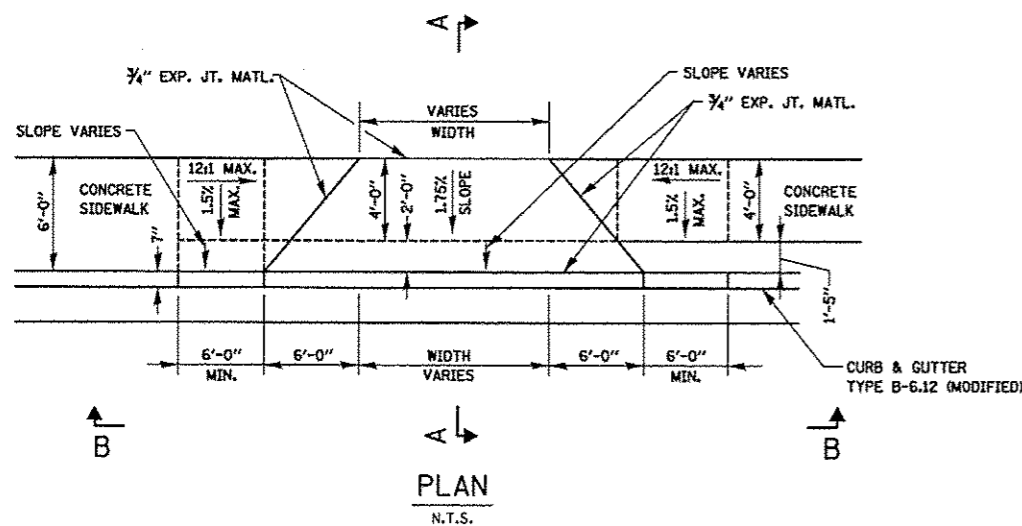 A
¾" EXP. JT. MATL.
SLOPE VARIES
¾" EXP. JT. MATL.
VARIES
WIDTH
SLOPE VARIES
6'-0"
CONCRETE
SIDEWALK
12:1 MAX.
1.5%
MAX.
4'-0"
2'-0"
1.75%
SLOPE
12:1 MAX.
1.5%
MAX.
4'-0"
CONCRETE
SIDEWALK
7"
1'-5"
6'-0"
MIN.
6'-0"
WIDTH
VARIES
6'-0"
6'-0"
MIN.
CURB & GUTTER
TYPE B-6.12 (MODIFIED)
B
A
B
PLAN
N.T.S.